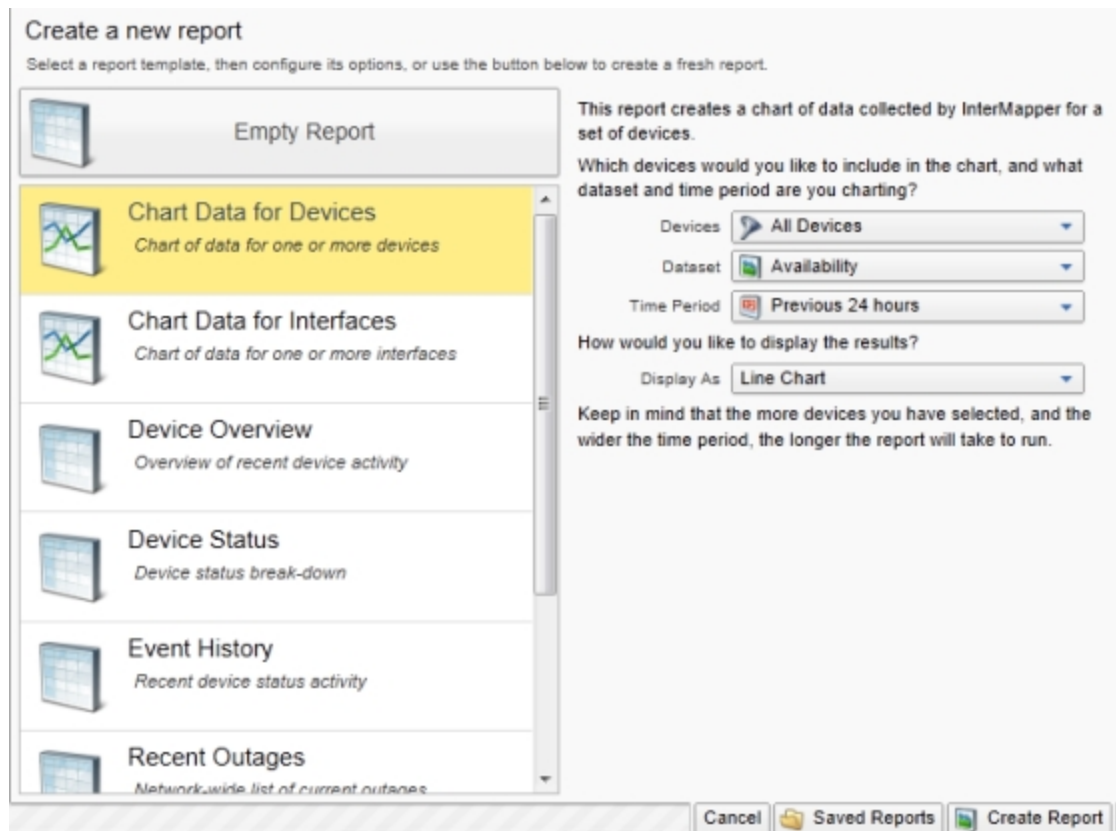 Create a new report
Select a report template, then configure its options, or use the button below to create a fresh report.
Empty Report
Chart Data for Devices
Chart of data for one or more devices
Chart Data for Interfaces
Chart of data for one or more interfaces
Device Overview
Overview of recent device activity
Device Status
Device status break-down
Event History
Recent device status activity
Recent Outages
Network-wide list of current outages
This report creates a chart of data collected by InterMapper for a
set of devices.
Which devices would you like to include in the chart, and what
dataset and time period are you charting?
Devices All Devices
Dataset Availability
Time Period Previous 24 hours
How would you like to display the results?
Display As Line Chart
Keep in mind that the more devices you have selected, and the
wider the time period, the longer the report will take to run.
Cancel Saved Reports Create Report